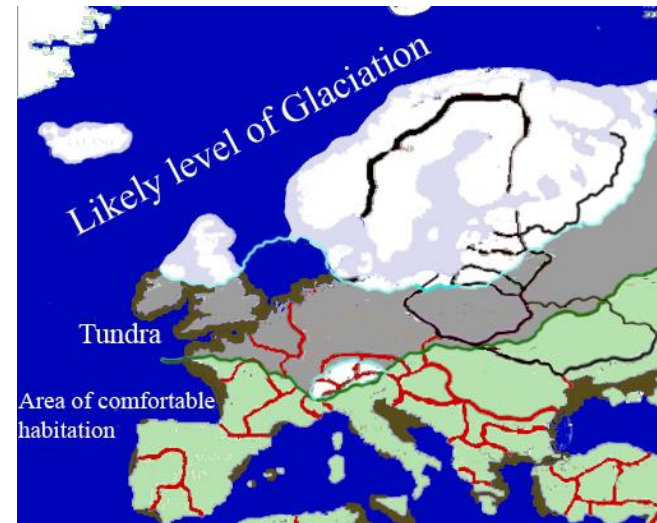 Likely level of Glaciation
Tundra
Area of comfortable
habitation